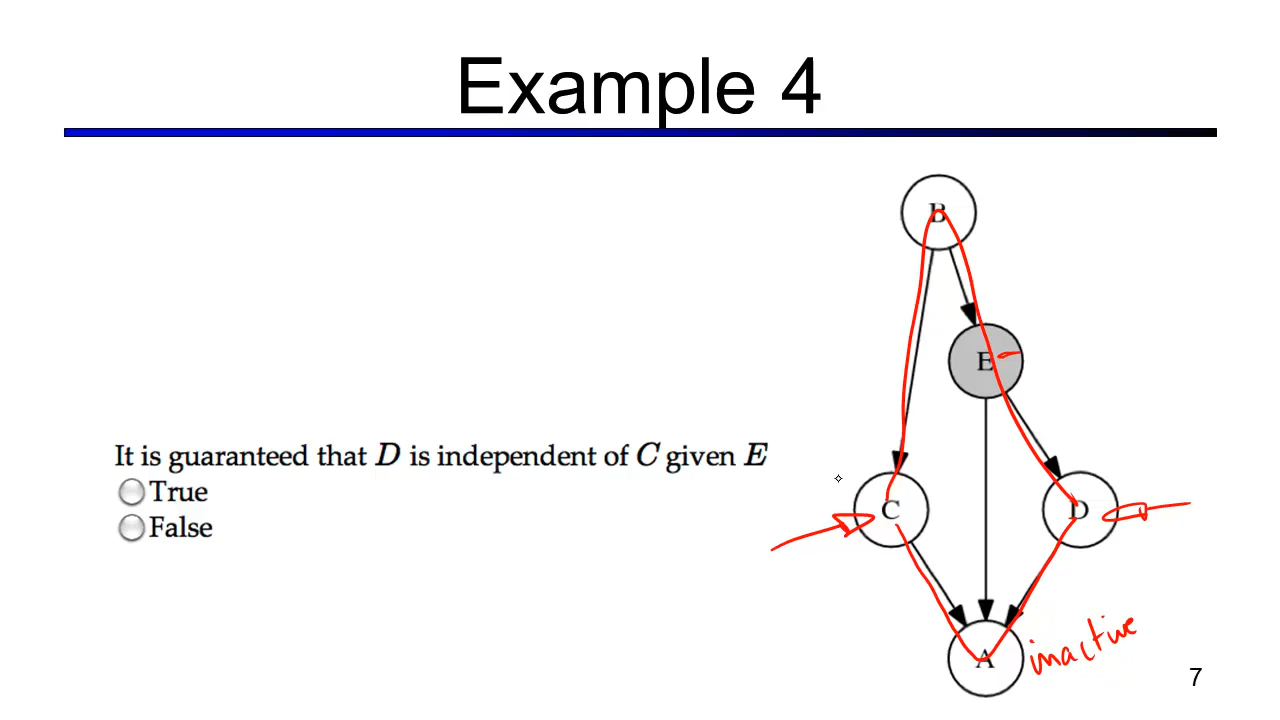 Example 4
B
E
It is guaranteed that D is independent of C given E
True
False
C
D
A
inactive
7